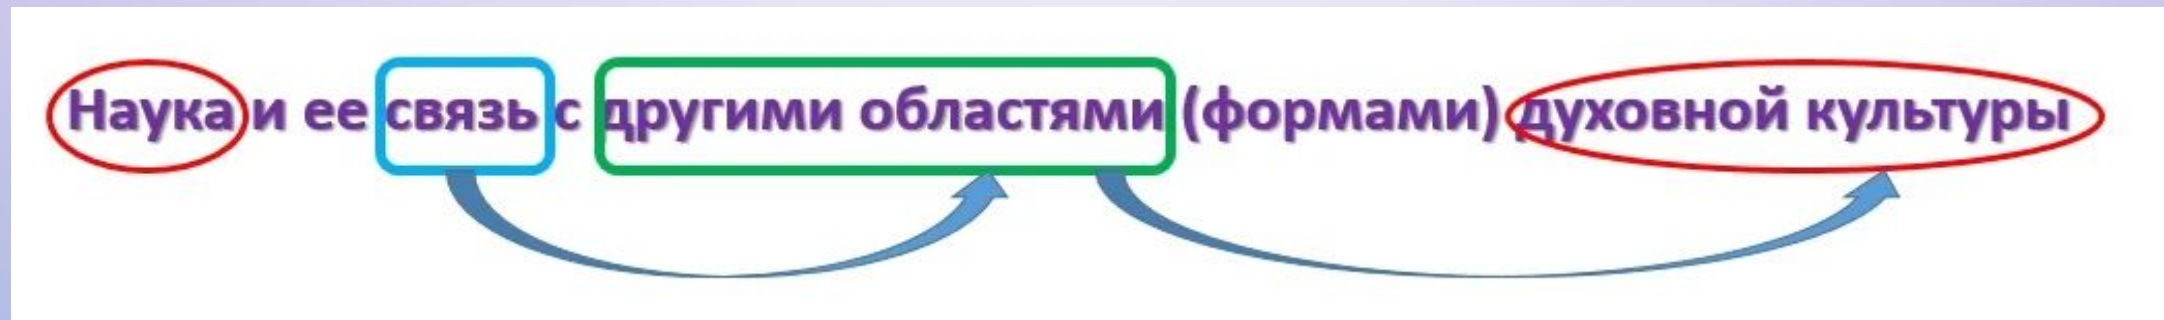 Наука и ее связь с другими областями (формами) духовной культуры